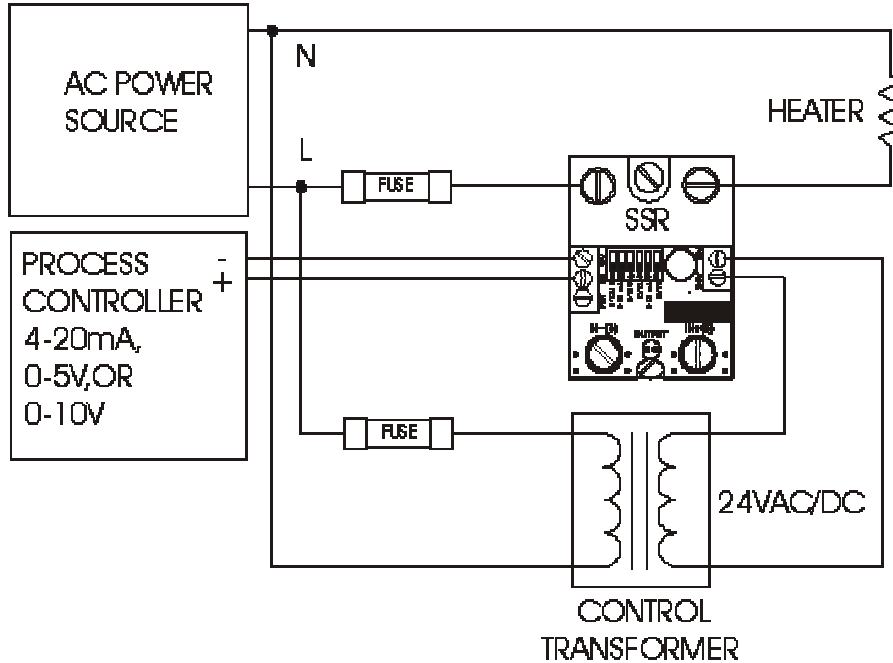 AC POWER
SOURCE
N
L
HEATER
FUSE
SSR
PROCESS
CONTROLLER
4-20mA,
0-5V,OR
0-10V
-
+
OUTPUT
FUSE
24VAC/DC
CONTROL
TRANSFORMER